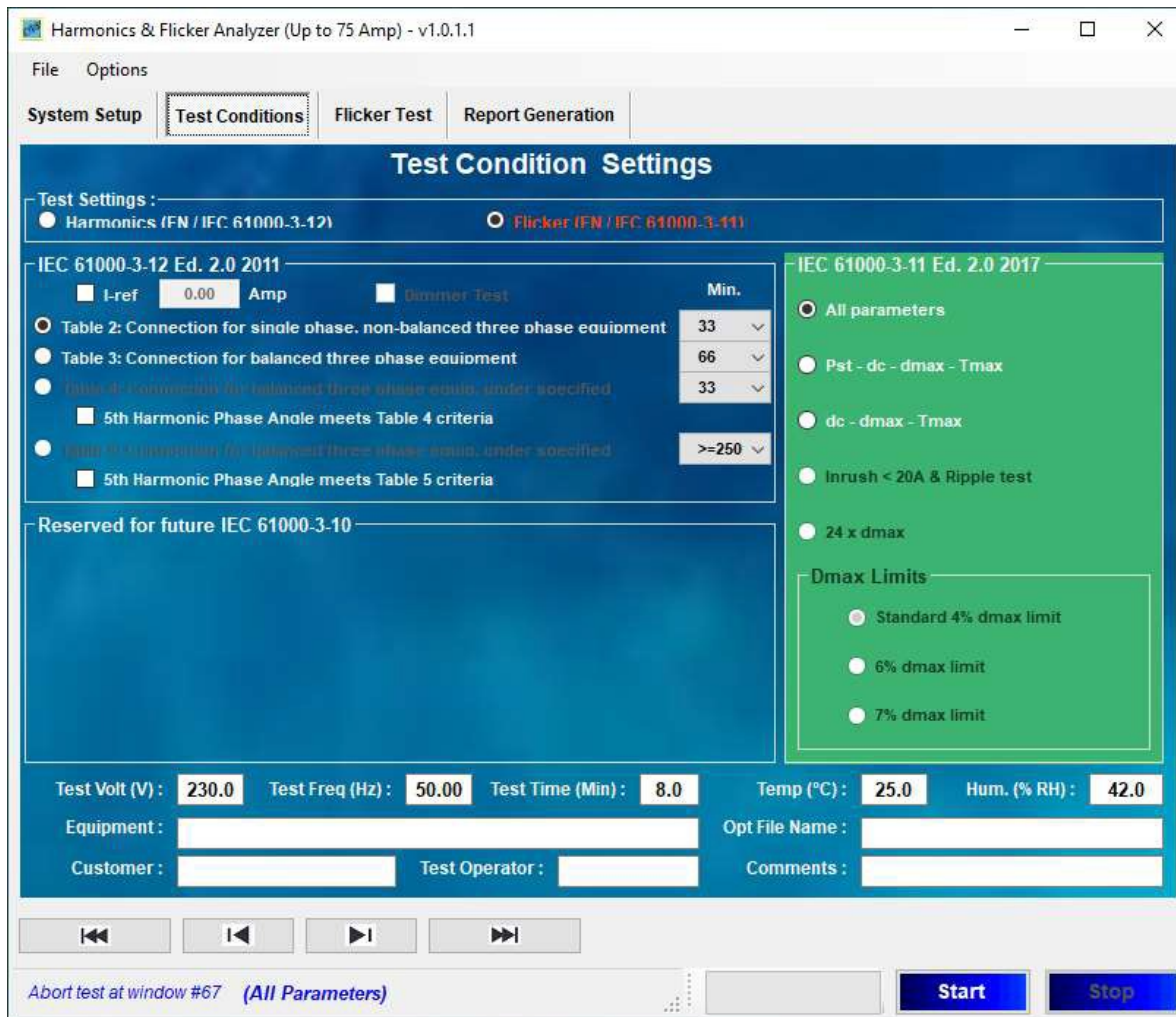 Harmonics & Flicker Analyzer (Up to 75 Amp) - v1.0.1.1
File Options
System Setup Test Conditions Flicker Test Report Generation
Test Condition Settings
Test Settings :
Harmonics (EN / IEC 61000-3-12) Flicker (EN / IEC 61000-3-11)
IEC 61000-3-12 Ed. 2.0 2011
I-ref 0.00 Amp Dimmer Test Min.
Table 2: Connection for single phase, non-balanced three phase equipment 33
Table 3: Connection for balanced three phase equipment 66
Table 4: Connection for balanced three phase equip. under specified 33
5th Harmonic Phase Angle meets Table 4 criteria
Table 5: Connection for balanced three phase equip. under specified >=250
5th Harmonic Phase Angle meets Table 5 criteria
Reserved for future IEC 61000-3-10
IEC 61000-3-11 Ed. 2.0 2017
All parameters
Pst - dc - dmax - Tmax
dc - dmax - Tmax
Inrush < 20A & Ripple test
24 x dmax
Dmax Limits
Standard 4% dmax limit
6% dmax limit
7% dmax limit
Test Volt (V) : 230.0 Test Freq (Hz) : 50.00 Test Time (Min) : 8.0 Temp (°C) : 25.0 Hum. (% RH) : 42.0
Equipment : Opt File Name :
Customer : Test Operator : Comments :
Abort test at window #67 (All Parameters) Start Stop